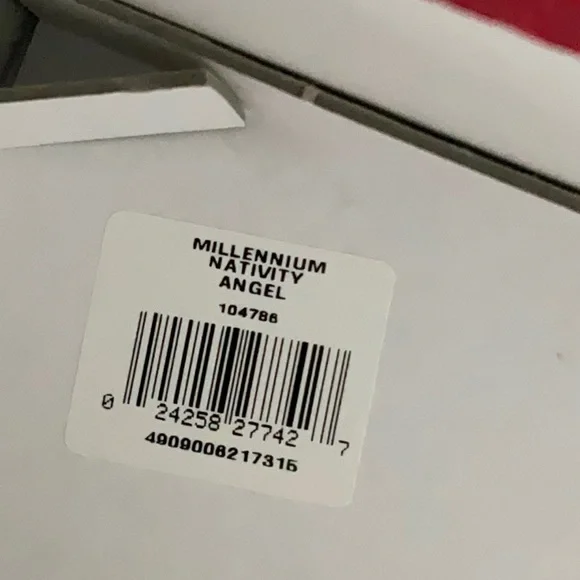 MILLENNIUM
NATIVITY
ANGEL
104786
0 24258 27742 7
4909006217315